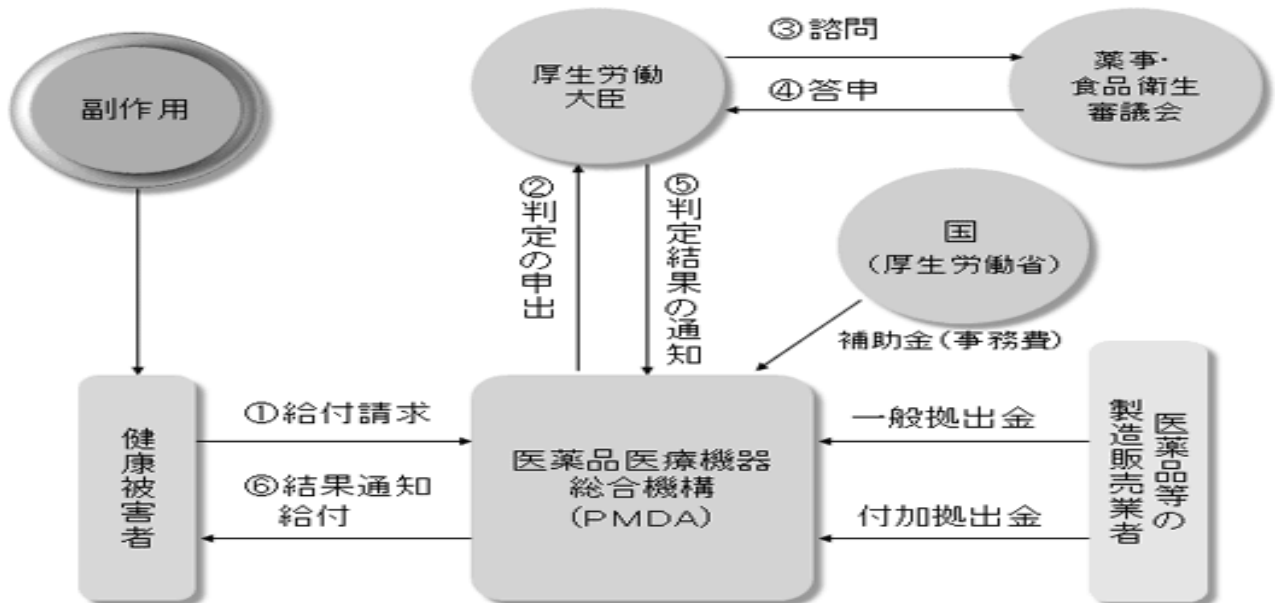 副作用
厚生労働
大臣
③諮問
④答申
薬事・
食品衛生
審議会
②判定の申出
⑤判定結果の通知
国
(厚生労働省)
補助金(事務費)
健康被害者
①給付請求
⑥結果通知
給付
医薬品医療機器
総合機構
(PMDA)
一般拠出金
付加拠出金
医薬品等の
製造販売業者